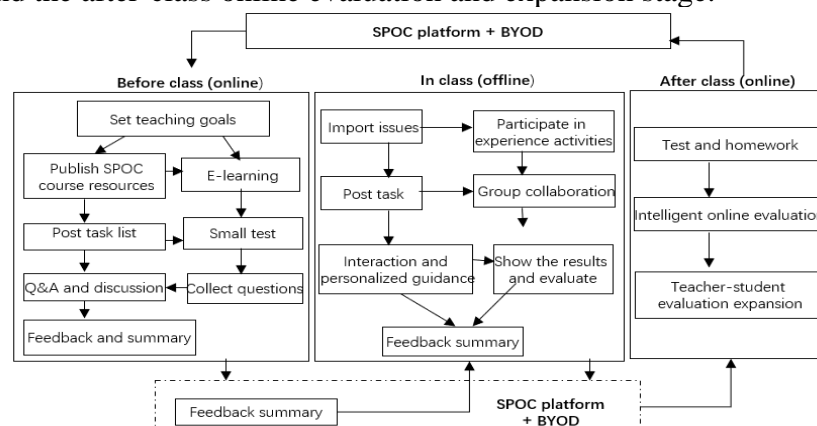 the after-class online evaluation and expansion stage.
SPOC platform + BYOD
Before class (online)
Set teaching goals
Publish SPOC
course resources
E-learning
Post task list
Small test
Q&A and discussion
Collect questions
Feedback and summary
In class (offline)
Import issues
Participate in
experience activities
Post task
Group collaboration
Interaction and
personalized guidance
Show the results
and evaluate
Feedback summary
After class (online)
Test and homework
Intelligent online evaluation
Teacher-student
evaluation expansion
Feedback summary
SPOC platform
+ BYOD